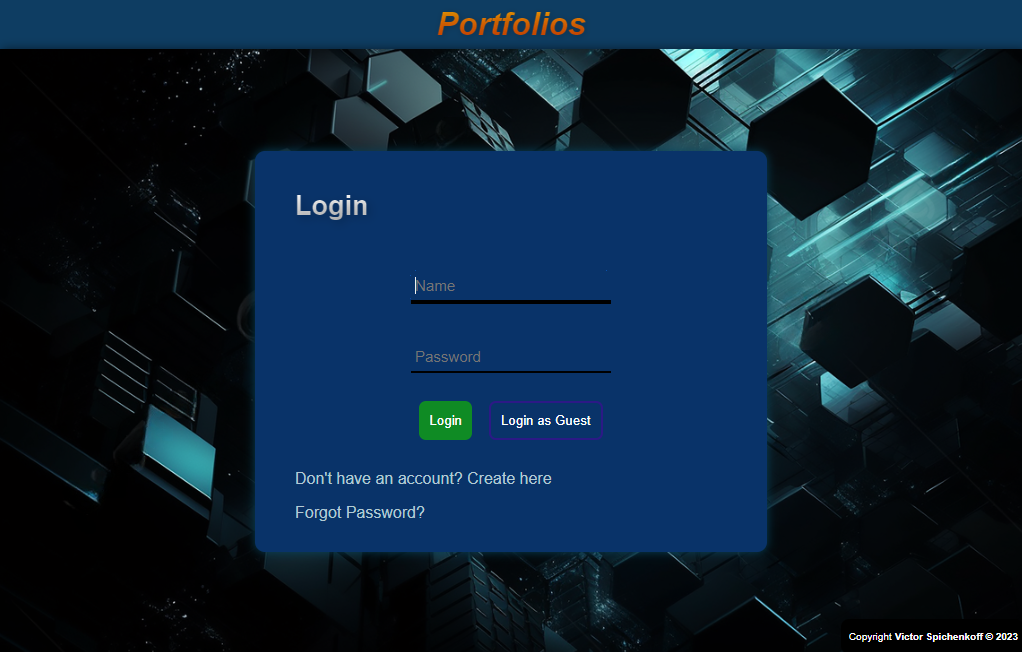 Portfolios
Login
Name
Password
Login
Login as Guest
Don't have an account? Create here
Forgot Password?
Copyright Victor Spichenkoff © 2023